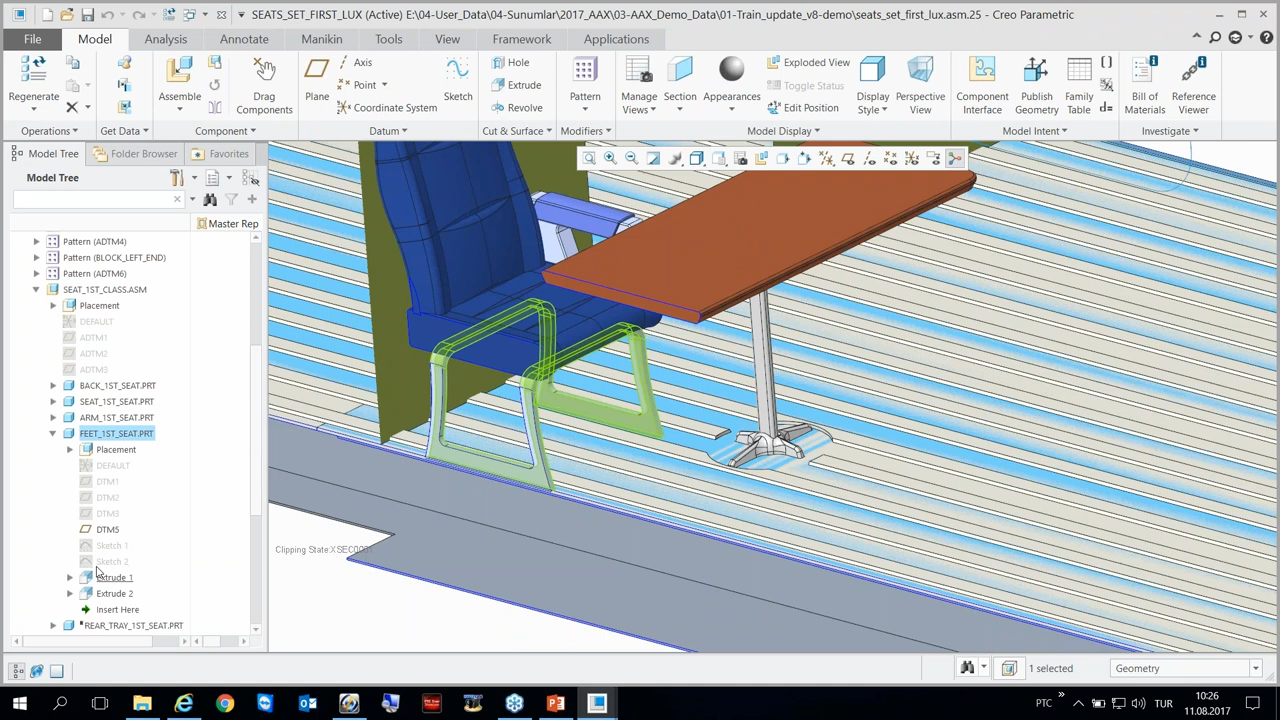 SEATS_SET_FIRST_LUX (Active) E:\04-User_Data\04-Sunumlar\2017_AAX\03-AAX_Demo_Data\01-Train_update_v8-demo\seats_set_first_lux.asm.25 - Creo Parametric
File Model Analysis Annotate Manikin Tools View Framework Applications
Regenerate
Operations
Get Data
Assemble
Drag Components
Component
Plane
Axis
Point
Coordinate System
Sketch
Datum
Hole
Extrude
Revolve
Cut & Surface
Pattern
Modifiers
Manage Views
Section
Appearances
Exploded View
Toggle Status
Edit Position
Display Style
Perspective View
Model Display
Component Interface
Publish Geometry
Family Table
Model Intent
Bill of Materials
Reference Viewer
Investigate
Model Tree Folder Browser Favorites
Model Tree
Master Rep
Pattern (ADTM4)
Pattern (BLOCK_LEFT_END)
Pattern (ADTM6)
SEAT_1ST_CLASS.ASM
Placement
DEFAULT
ADTM1
ADTM2
ADTM3
BACK_1ST_SEAT.PRT
SEAT_1ST_SEAT.PRT
ARM_1ST_SEAT.PRT
FEET_1ST_SEAT.PRT
Placement
DEFAULT
DTM1
DTM2
DTM3
DTM5
Sketch 1
Sketch 2
Extrude 1
Extrude 2
Insert Here
REAR_TRAY_1ST_SEAT.PRT
1 selected
Geometry
PTC
TUR
10:26
11.08.2017